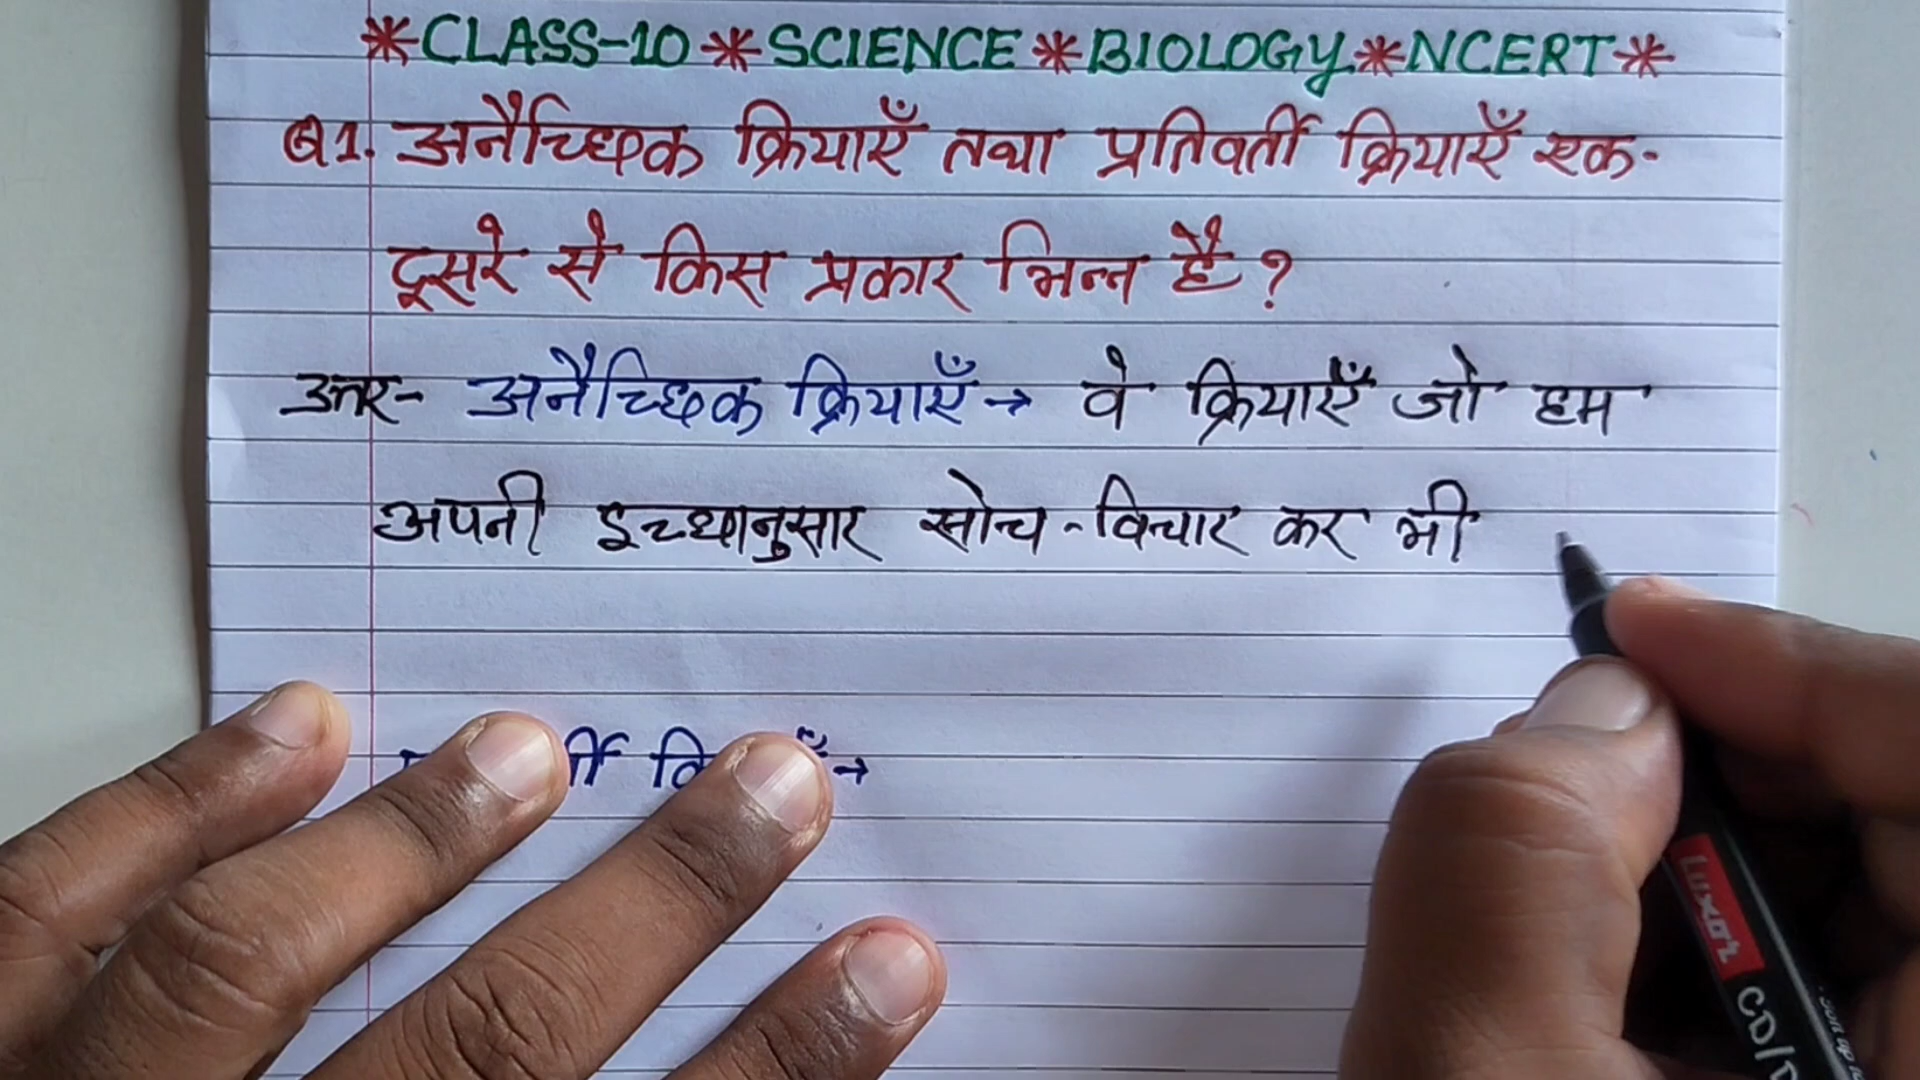 *CLASS-10*SCIENCE*BIOLOGY*NCERT*
Q1. अनैच्छिक क्रियाएँ तथा प्रतिवर्ती क्रियाएँ एक-
दूसरे से किस प्रकार भिन्न है ?
उत्तर- अनैच्छिक क्रियाएँ → वे क्रियाएँ जो हम
अपनी इच्छानुसार सोच-विचार कर भी
→
Luxor